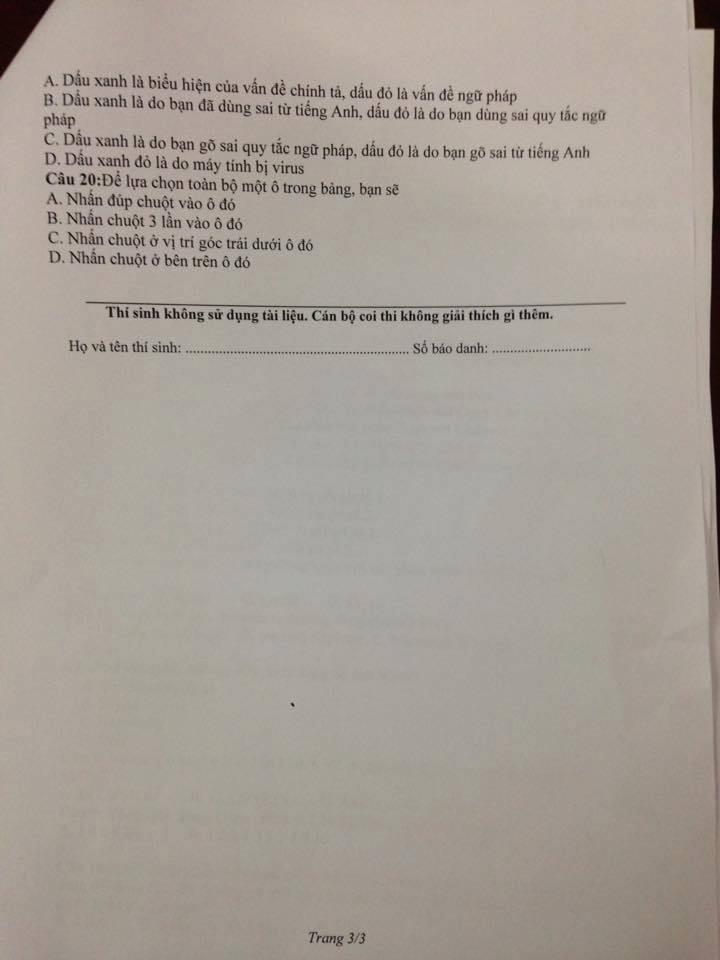 A. Dấu xanh là biểu hiện của vấn đề chính tả, dấu đỏ là vấn đề ngữ pháp
B. Dấu xanh là do bạn đã dùng sai từ tiếng Anh, dấu đỏ là do bạn dùng sai quy tắc ngữ
pháp
C. Dấu xanh là do bạn gõ sai quy tắc ngữ pháp, dấu đỏ là do bạn gõ sai từ tiếng Anh
D. Dấu xanh đỏ là do máy tính bị virus
Câu 20:Để lựa chọn toàn bộ một ô trong bảng, bạn sẽ
A. Nhấn đúp chuột vào ô đó
B. Nhấn chuột 3 lần vào ô đó
C. Nhấn chuột ở vị trí góc trái dưới ô đó
D. Nhấn chuột ở bên trên ô đó
Thí sinh không sử dụng tài liệu. Cán bộ coi thi không giải thích gì thêm.
Họ và tên thí sinh: ................................................................ Số báo danh: ............................
Trang 3/3